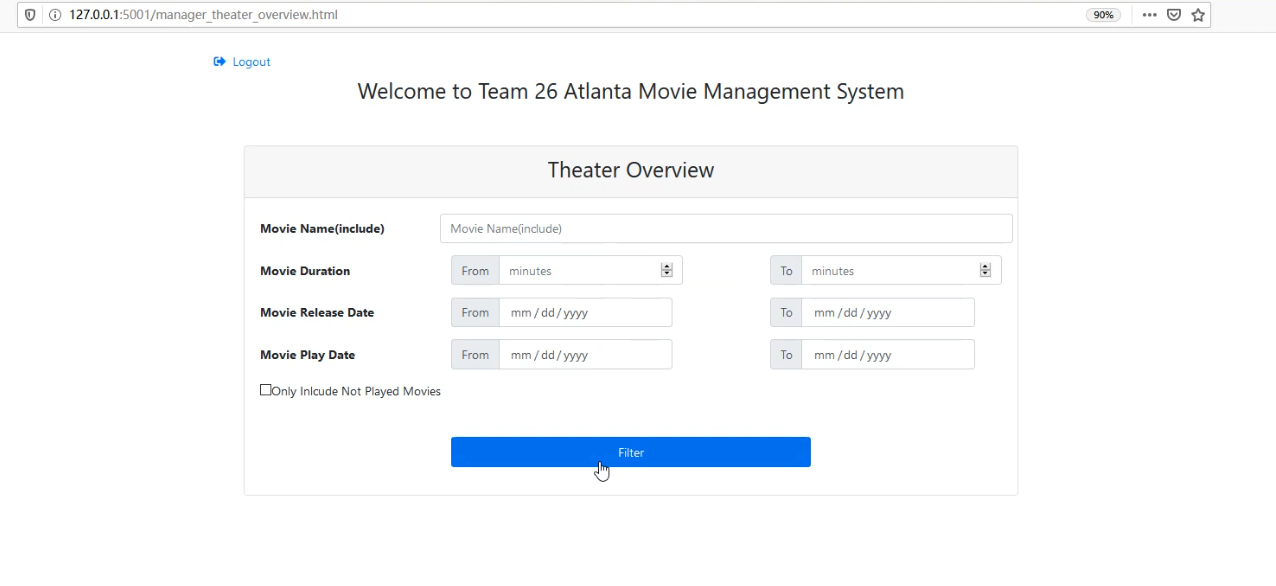 127.0.0.1:5001/manager_theater_overview.html 90%
Logout
Welcome to Team 26 Atlanta Movie Management System
Theater Overview
Movie Name(include) Movie Name(include)
Movie Duration From minutes To minutes
Movie Release Date From mm / dd / yyyy To mm / dd / yyyy
Movie Play Date From mm / dd / yyyy To mm / dd / yyyy
Only Inlcude Not Played Movies
Filter